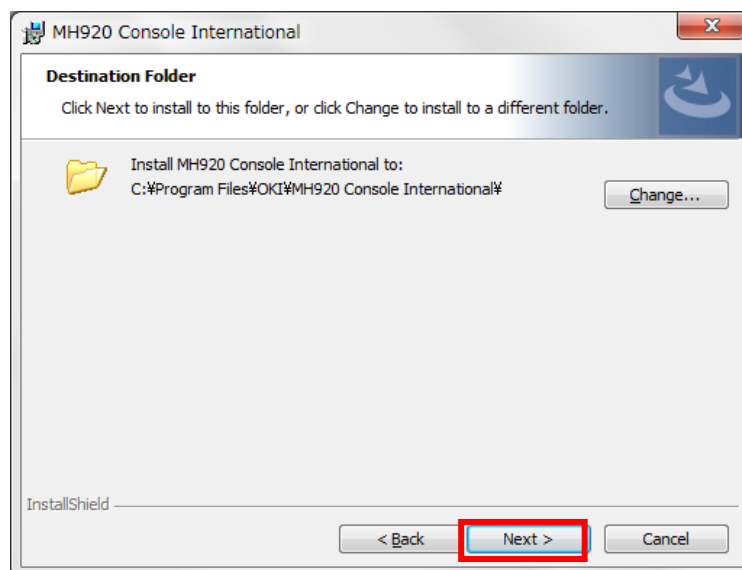 MH920 Console International
Destination Folder
Click Next to install to this folder, or click Change to install to a different folder.
Install MH920 Console International to:
C:¥Program Files¥OKI¥MH920 Console International¥
Change...
InstallShield
< Back
Next >
Cancel